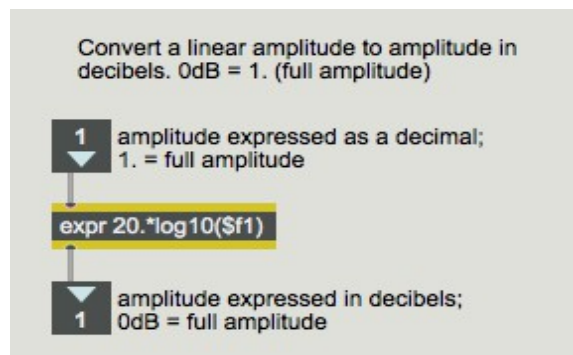 Convert a linear amplitude to amplitude in
decibels. 0dB = 1. (full amplitude)
1
amplitude expressed as a decimal;
1. = full amplitude
expr 20.*log10($f1)
amplitude expressed in decibels;
1
0dB = full amplitude